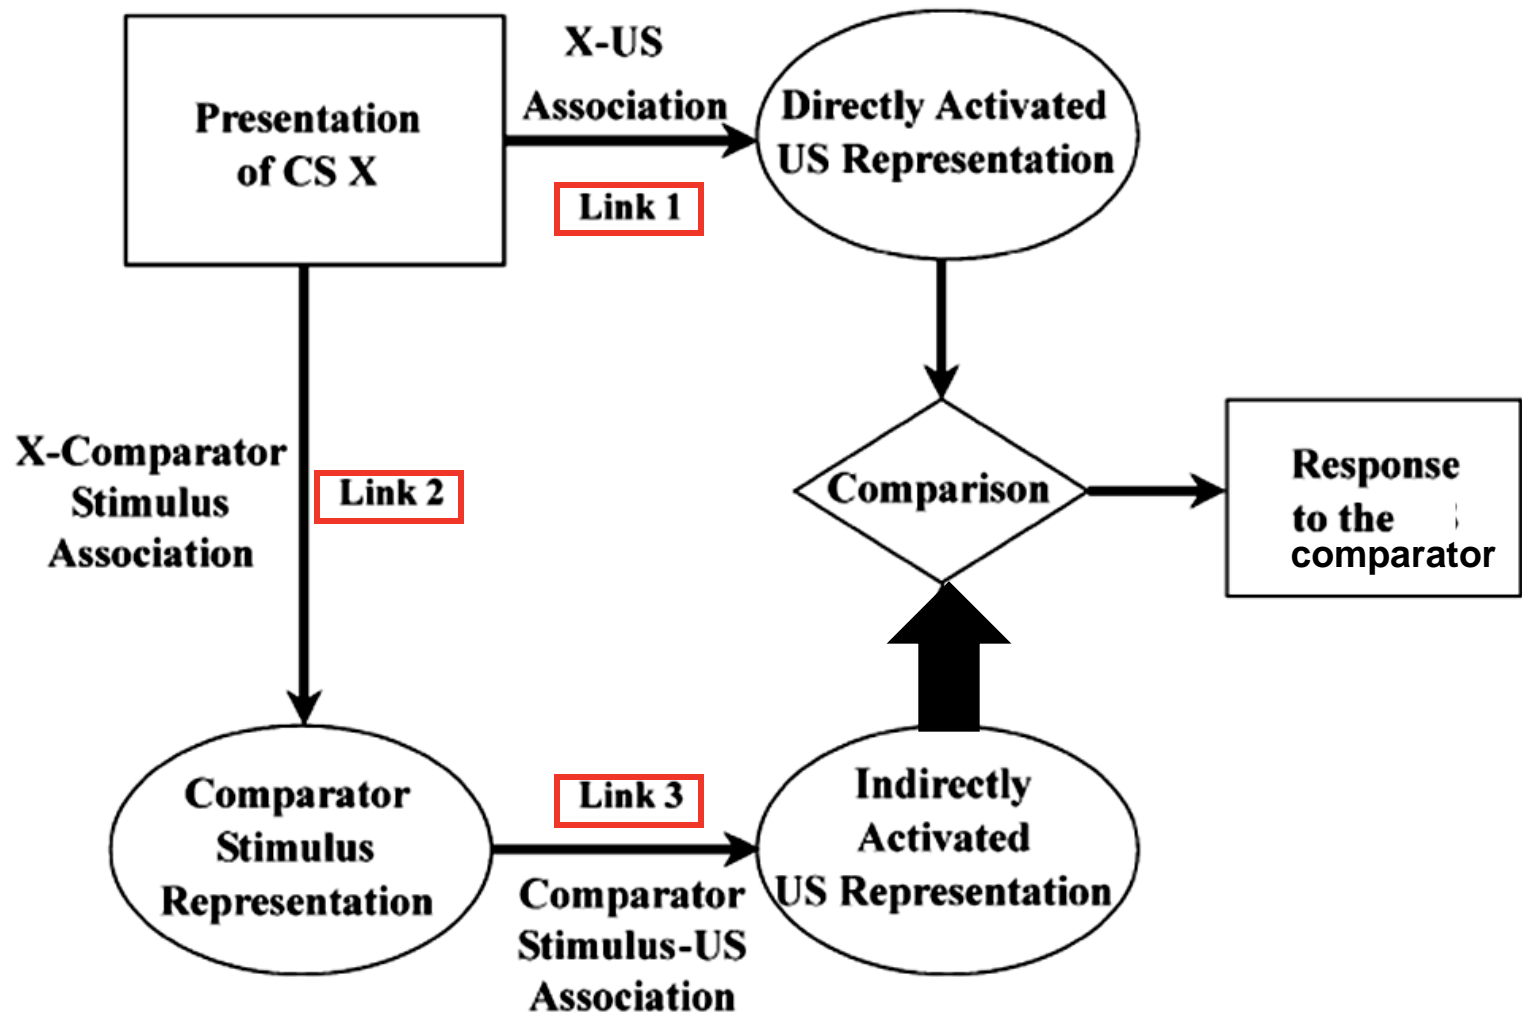 Presentation
of CS X
X-US
Association
Link 1
Directly Activated
US Representation
X-Comparator
Stimulus
Association
Link 2
Comparison
Response
to the
comparator
Comparator
Stimulus
Representation
Link 3
Comparator
Stimulus-US
Association
Indirectly
Activated
US Representation